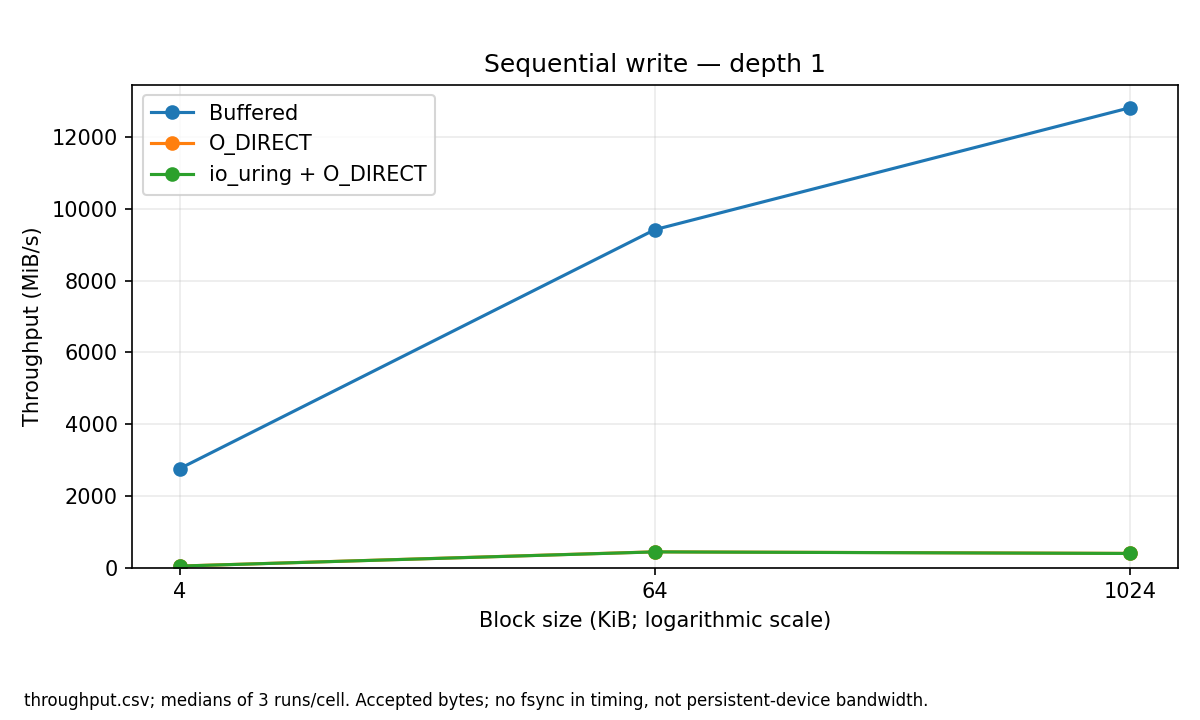 Sequential write — depth 1
Buffered
O_DIRECT
io_uring + O_DIRECT
Throughput (MiB/s)
12000
10000
8000
6000
4000
2000
0
4
64
1024
Block size (KiB; logarithmic scale)
throughput.csv; medians of 3 runs/cell. Accepted bytes; no fsync in timing, not persistent-device bandwidth.